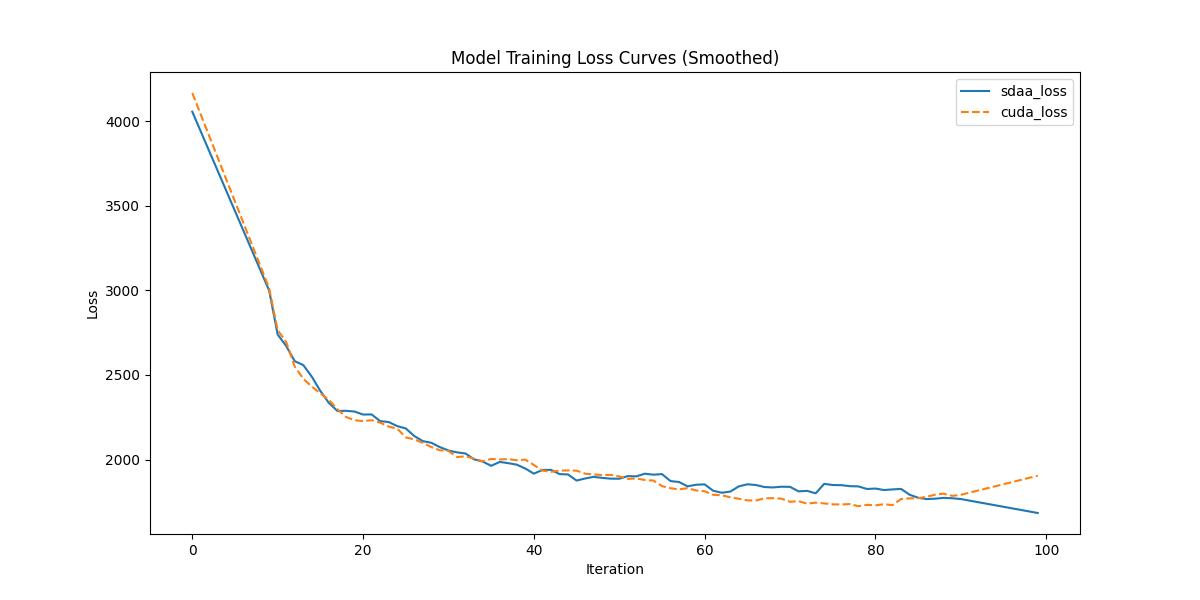 Model Training Loss Curves (Smoothed)
sdaa_loss
cuda_loss
Loss
4000
3500
3000
2500
2000
0 20 40 60 80 100
Iteration